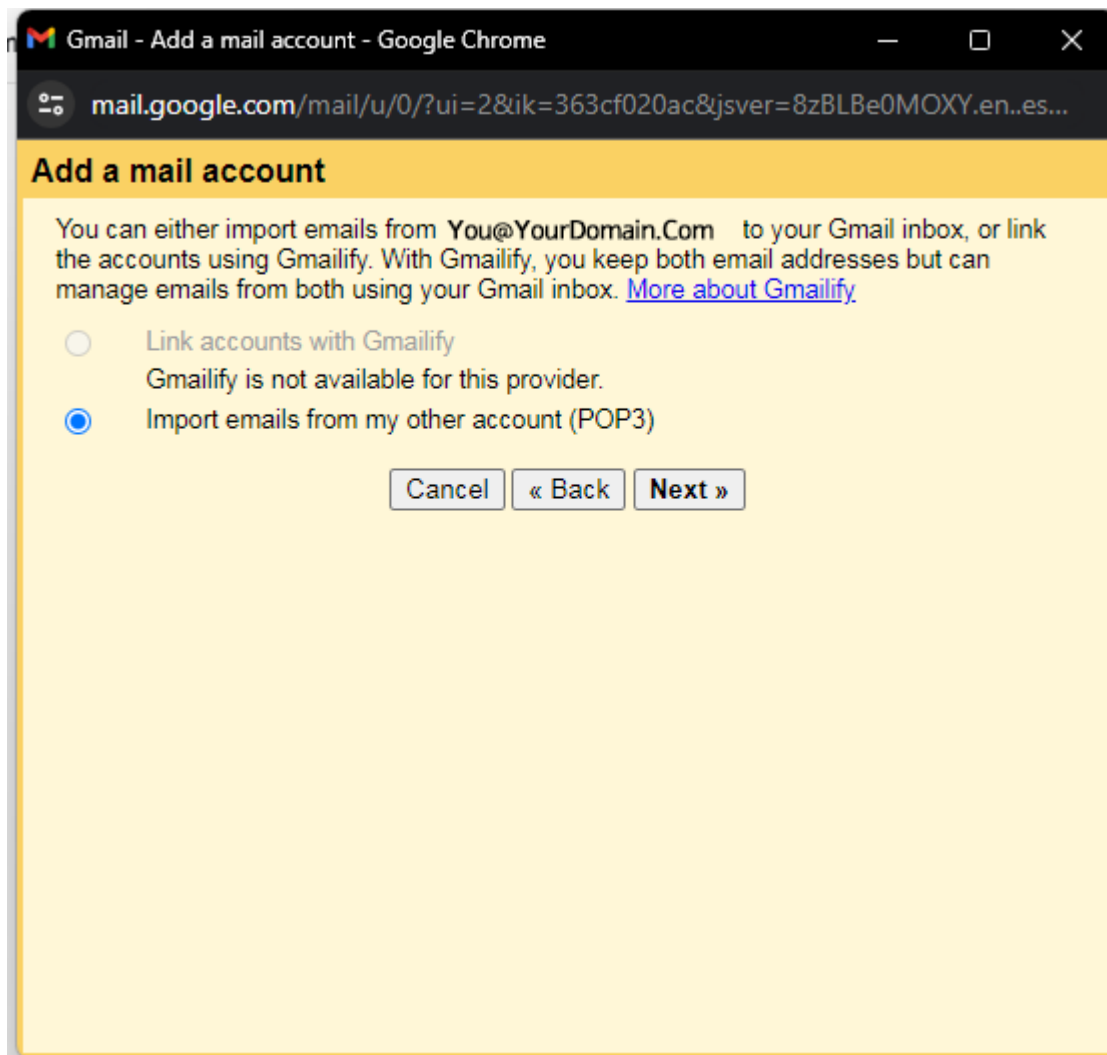 Gmail - Add a mail account - Google Chrome
mail.google.com/mail/u/0/?ui=2&ik=363cf020ac&jsver=8zBLBe0MOXY.en..es...
Add a mail account
You can either import emails from You@YourDomain.Com to your Gmail inbox, or link
the accounts using Gmailify. With Gmailify, you keep both email addresses but can
manage emails from both using your Gmail inbox. More about Gmailify
Link accounts with Gmailify
Gmailify is not available for this provider.
Import emails from my other account (POP3)
Cancel « Back Next »